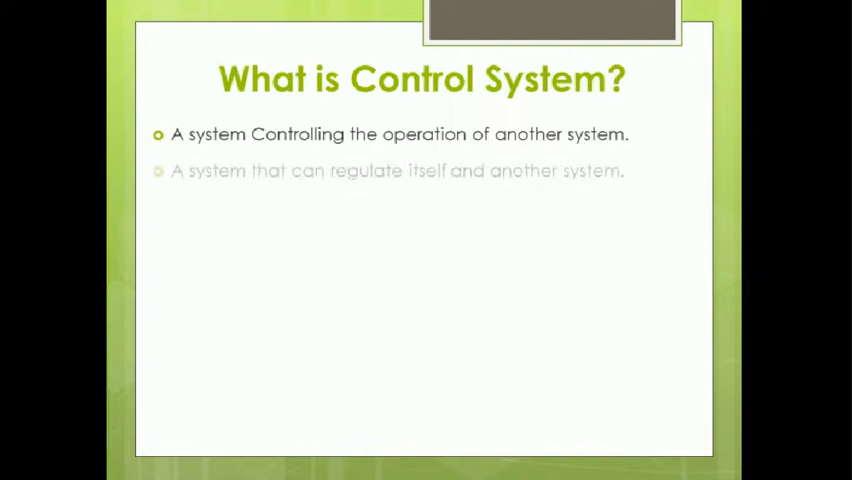 What is Control System?
A system Controlling the operation of another system.
A system that can regulate itself and another system.